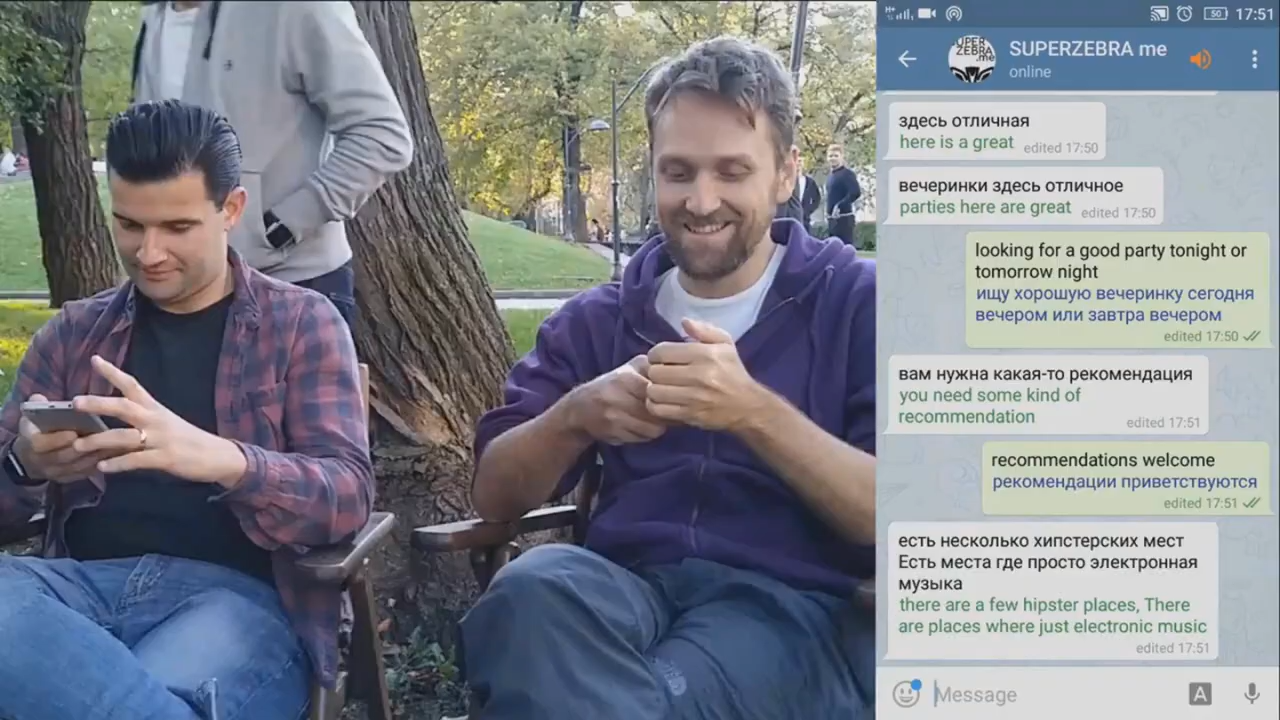 H+
50
17:51
SUPER
ZEBRA
.me
SUPERZEBRA me
online
здесь отличная
here is a great
edited 17:50
вечеринки здесь отличное
parties here are great
edited 17:50
looking for a good party tonight or
tomorrow night
ищу хорошую вечеринку сегодня
вечером или завтра вечером
edited 17:50
вам нужна какая-то рекомендация
you need some kind of
recommendation
edited 17:51
recommendations welcome
рекомендации приветствуются
edited 17:51
есть несколько хипстерских мест
Есть места где просто электронная
музыка
there are a few hipster places, There
are places where just electronic music
edited 17:51
Message
A